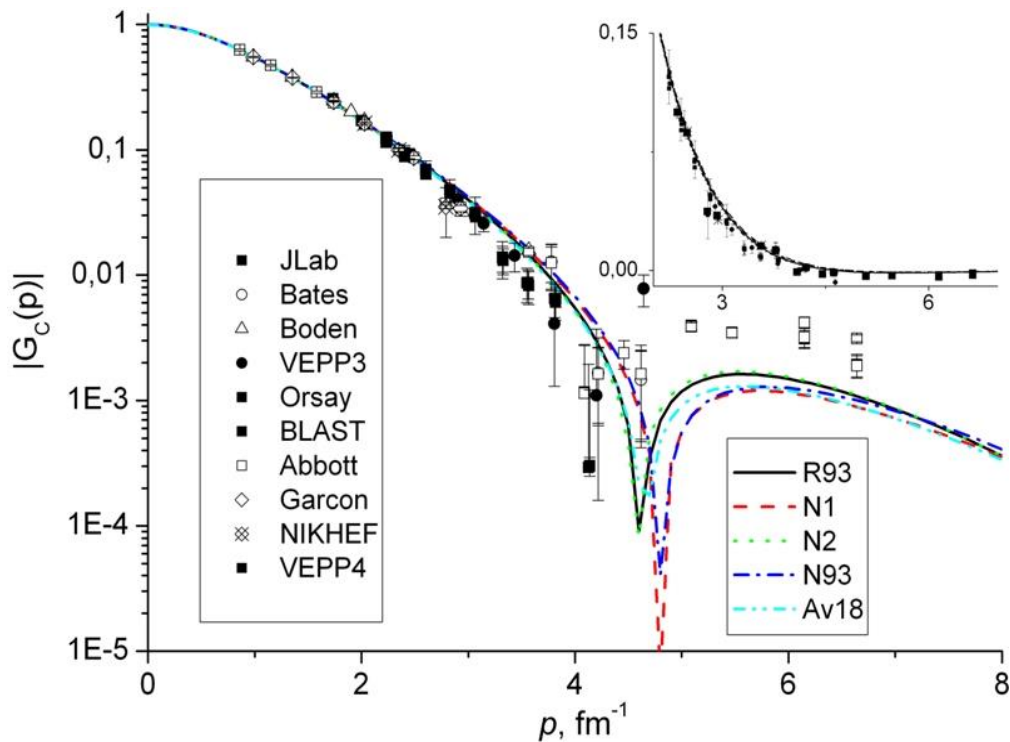 1
0,1
0,01
1E-3
1E-4
1E-5
|G_C(p)|
JLab
Bates
Boden
VEPP3
Orsay
BLAST
Abbott
Garcon
NIKHEF
VEPP4
0,15
0,00
3 6
R93
N1
N2
N93
Av18
0 2 4 6 8
p, fm⁻¹